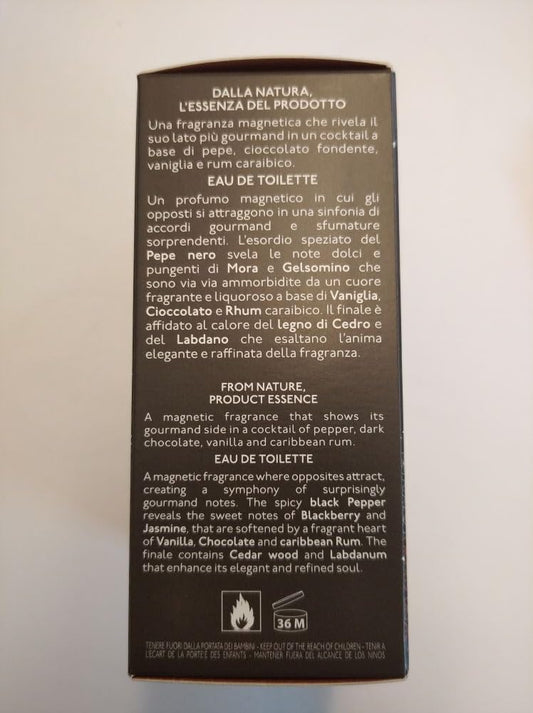 DALLA NATURA,
L'ESSENZA DEL PRODOTTO
Una fragranza magnetica che rivela il
suo lato più gourmand in un cocktail a
base di pepe, cioccolato fondente,
vaniglia e rum caraibico.
EAU DE TOILETTE
Un profumo magnetico in cui gli
opposti si attraggono in una sinfonia di
accordi gourmand e sfumature
sorprendenti. L'esordio speziato del
Pepe nero svela le note dolci e
pungenti di Mora e Gelsomino che
sono via via ammorbidite da un cuore
fragrante e liquoroso a base di Vaniglia,
Cioccolato e Rhum caraibico. Il finale è
affidato al calore del legno di Cedro e
del Labdano che esaltano l'anima
elegante e raffinata della fragranza.
FROM NATURE,
PRODUCT ESSENCE
A magnetic fragrance that shows its
gourmand side in a cocktail of pepper, dark
chocolate, vanilla and caribbean rum.
EAU DE TOILETTE
A magnetic fragrance where opposites attract,
creating a symphony of surprisingly
gourmand notes. The spicy black Pepper
reveals the sweet notes of Blackberry and
Jasmine, that are softened by a fragrant heart
of Vanilla, Chocolate and caribbean Rum. The
finale contains Cedar wood and Labdanum
that enhance its elegant and refined soul.
36 M
TENERE FUORI DALLA PORTATA DEI BAMBINI - KEEP OUT OF THE REACH OF CHILDREN - TENIR A
L'ÉCART DE LA PORTÉE DES ENFANTS - MANTENER FUERA DEL ALCANCE DE LOS NINOS